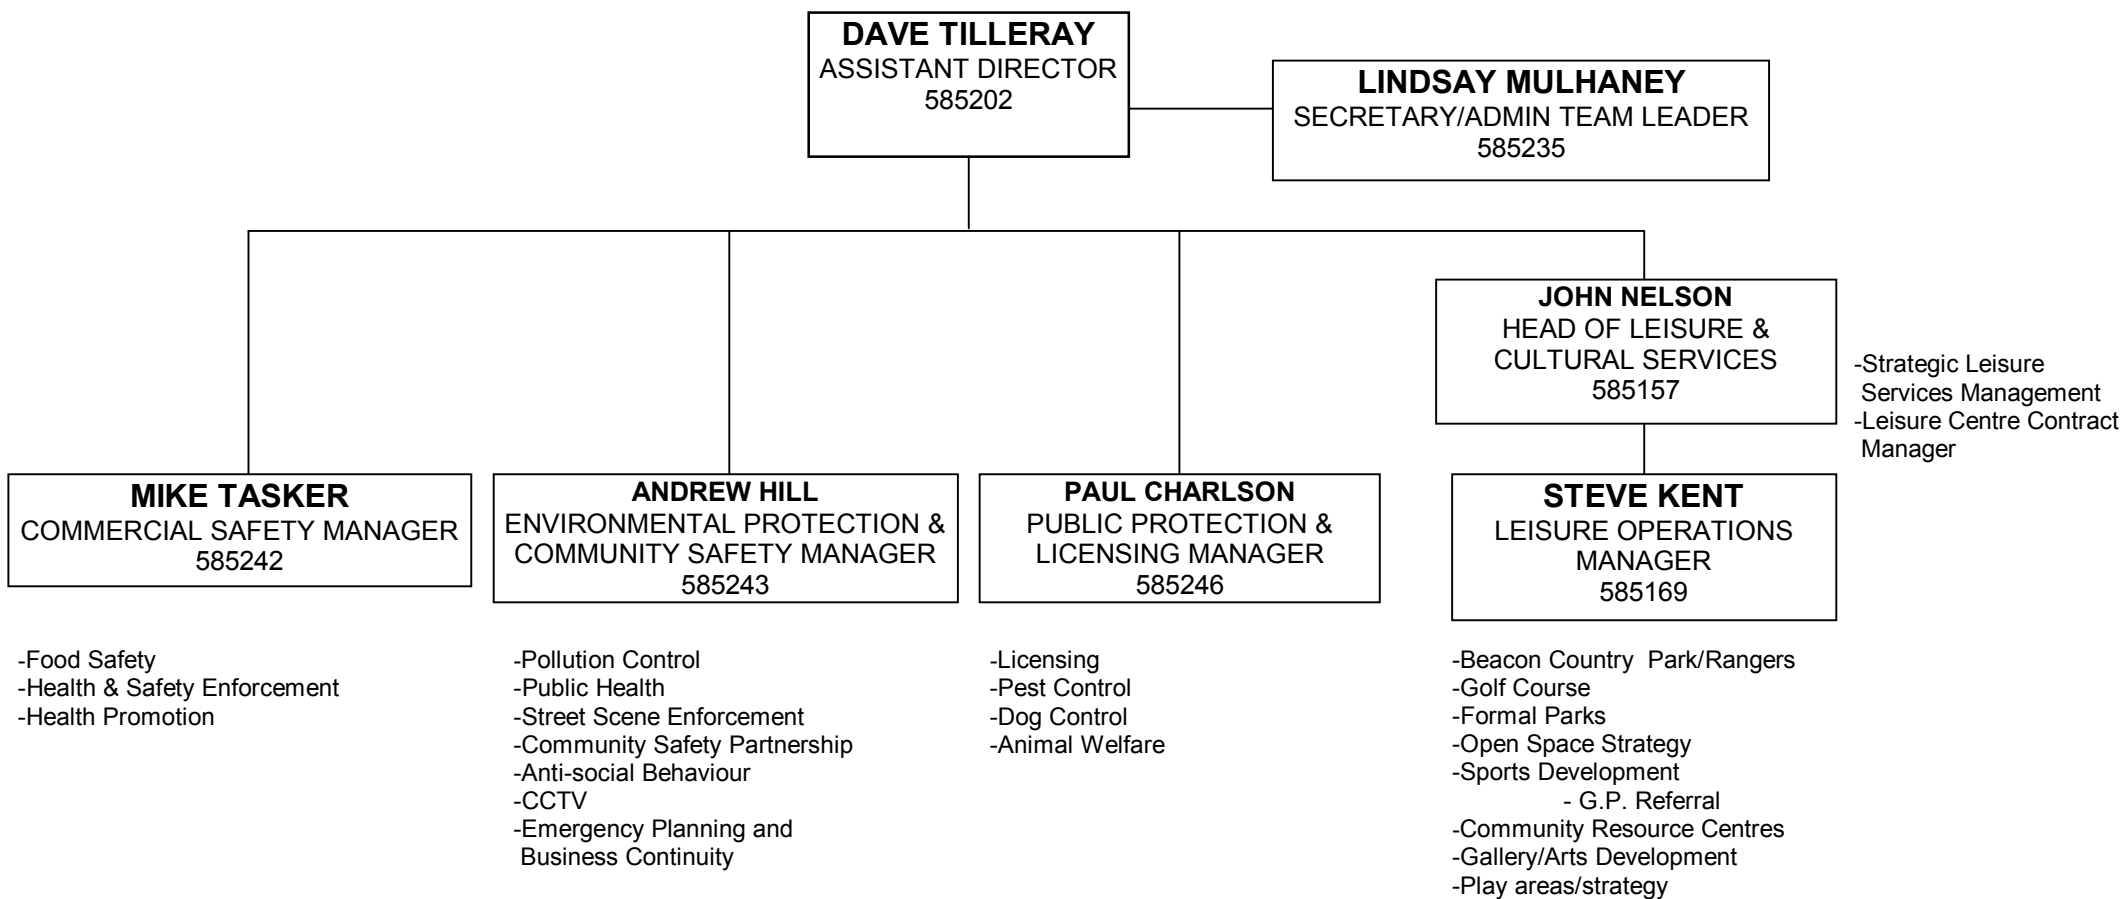 DAVE TILLERAY
ASSISTANT DIRECTOR
585202
LINDSAY MULHANEY
SECRETARY/ADMIN TEAM LEADER
585235
JOHN NELSON
HEAD OF LEISURE &
CULTURAL SERVICES
585157
-Strategic Leisure
Services Management
-Leisure Centre Contract
Manager
MIKE TASKER
COMMERCIAL SAFETY MANAGER
585242
-Food Safety
-Health & Safety Enforcement
-Health Promotion
ANDREW HILL
ENVIRONMENTAL PROTECTION &
COMMUNITY SAFETY MANAGER
585243
-Pollution Control
-Public Health
-Street Scene Enforcement
-Community Safety Partnership
-Anti-social Behaviour
-CCTV
-Emergency Planning and
Business Continuity
PAUL CHARLSON
PUBLIC PROTECTION &
LICENSING MANAGER
585246
-Licensing
-Pest Control
-Dog Control
-Animal Welfare
STEVE KENT
LEISURE OPERATIONS
MANAGER
585169
-Beacon Country  Park/Rangers
-Golf Course
-Formal Parks
-Open Space Strategy
-Sports Development
- G.P. Referral
-Community Resource Centres
-Gallery/Arts Development
-Play areas/strategy